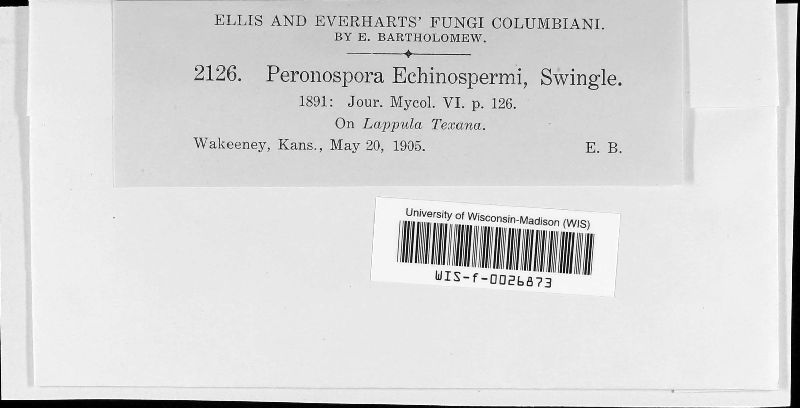 ELLIS AND EVERHARTS' FUNGI COLUMBIANI.
BY E. BARTHOLOMEW.
2126. Peronospora Echinospermi, Swingle.
1891: Jour. Mycol. VI. p. 126.
On Lappula Texana.
Wakeeney, Kans., May 20, 1905. E. B.
University of Wisconsin-Madison (WIS)
WIS-f-0026873